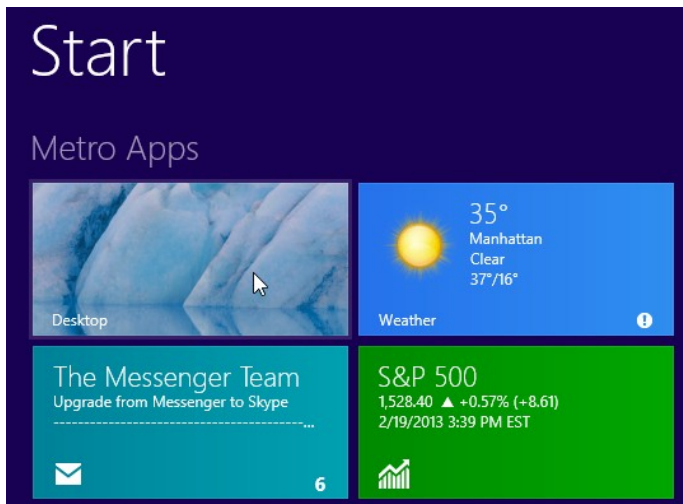 Start
Metro Apps
Desktop
35°
Manhattan
Clear
37°/16°
Weather
The Messenger Team
Upgrade from Messenger to Skype
-----------------------------------------...
6
S&P 500
1,528.40 ▲ +0.57% (+8.61)
2/19/2013 3:39 PM EST